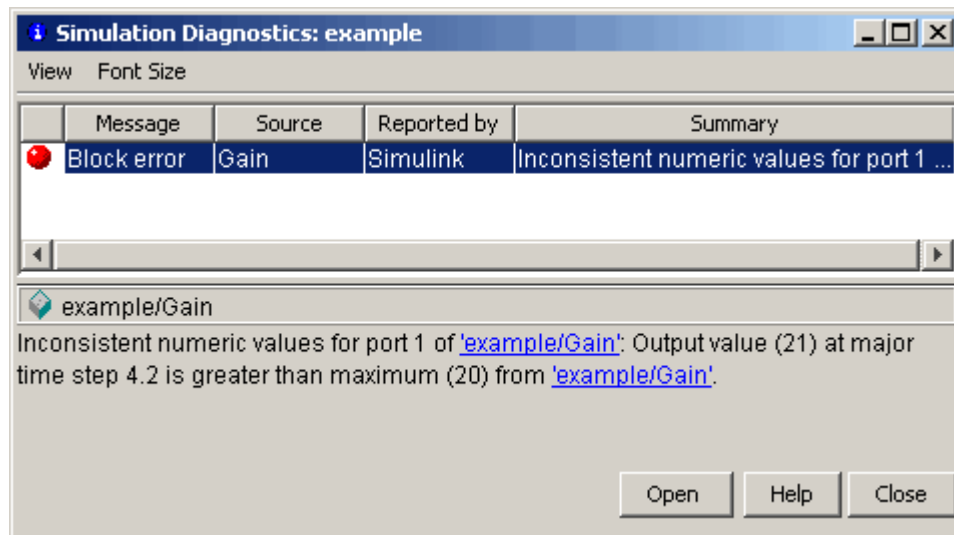 Simulation Diagnostics: example
View Font Size
Message Source Reported by Summary
Block error Gain Simulink Inconsistent numeric values for port 1 ...
example/Gain
Inconsistent numeric values for port 1 of 'example/Gain': Output value (21) at major
time step 4.2 is greater than maximum (20) from 'example/Gain'.
Open Help Close